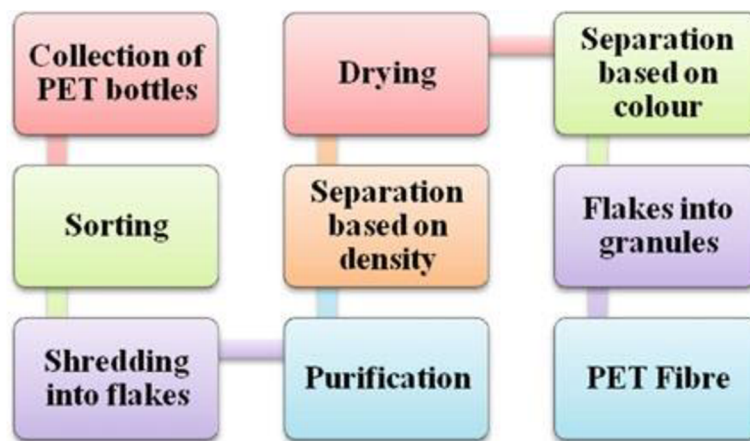 Collection of
PET bottles
Sorting
Shredding
into flakes
Purification
Separation
based on
density
Drying
Separation
based on
colour
Flakes into
granules
PET Fibre